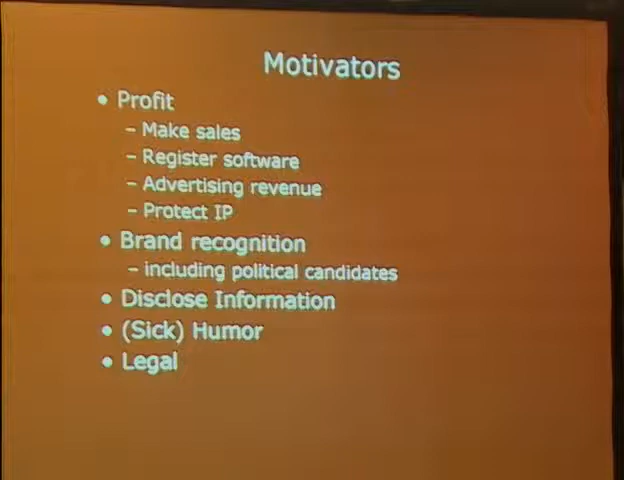 Motivators
• Profit
– Make sales
– Register software
– Advertising revenue
– Protect IP
• Brand recognition
– including political candidates
• Disclose Information
• (Sick) Humor
• Legal